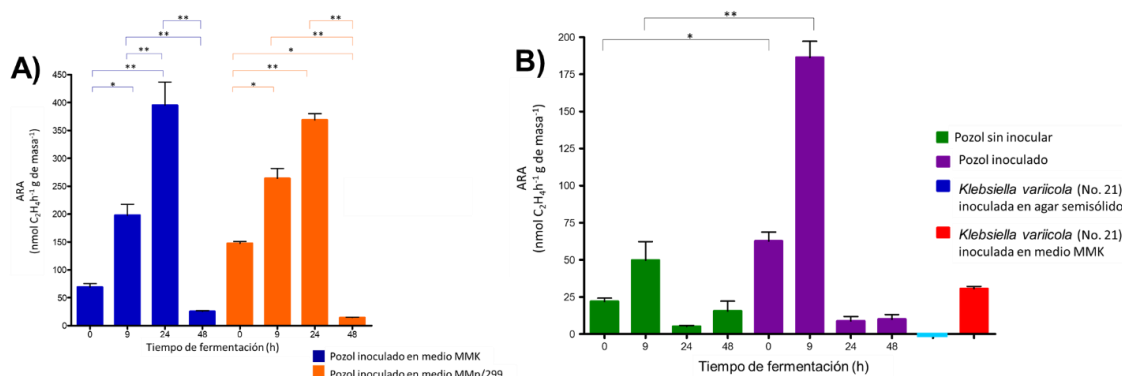 A)
** **
** **
** *
** **
* *
ARA
(nmol C₂H₄h⁻¹ g de masa⁻¹)
450
400
350
300
250
200
150
100
50
0
0 9 24 48 0 9 24 48
Tiempo de fermentación (h)
Pozol inoculado en medio MMK
Pozol inoculado en medio MMp/299
B)
**
*
ARA
(nmol C₂H₄h⁻¹ g de masa⁻¹)
200
175
150
125
100
75
50
25
0
0 9 24 48 0 9 24 48
Tiempo de fermentación (h)
Pozol sin inocular
Pozol inoculado
Klebsiella variicola (No. 21)
inoculada en agar semisólido
Klebsiella variicola (No. 21)
inoculada en medio MMK